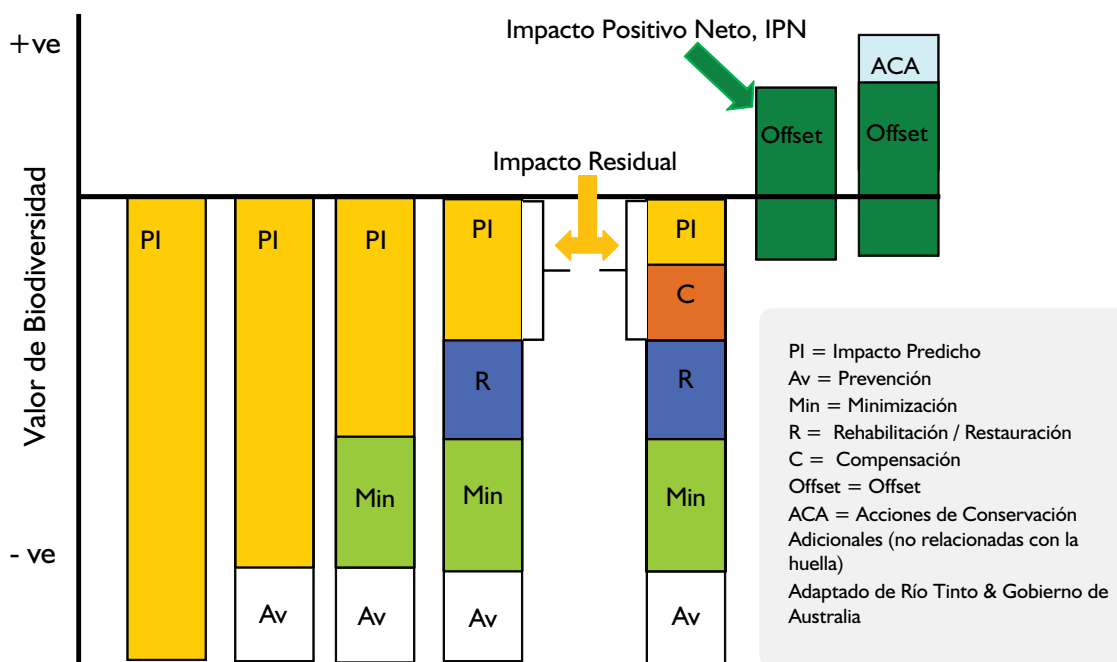 +ve
Impacto Positivo Neto, IPN
ACA
Offset
Offset
Impacto Residual
Valor de Biodiversidad
PI
PI
PI
PI
PI
C
R
R
Min
Min
Min
- ve
Av
Av
Av
Av
PI = Impacto Predicho
Av = Prevención
Min = Minimización
R = Rehabilitación / Restauración
C = Compensación
Offset = Offset
ACA = Acciones de Conservación
Adicionales (no relacionadas con la
huella)
Adaptado de Río Tinto & Gobierno de
Australia